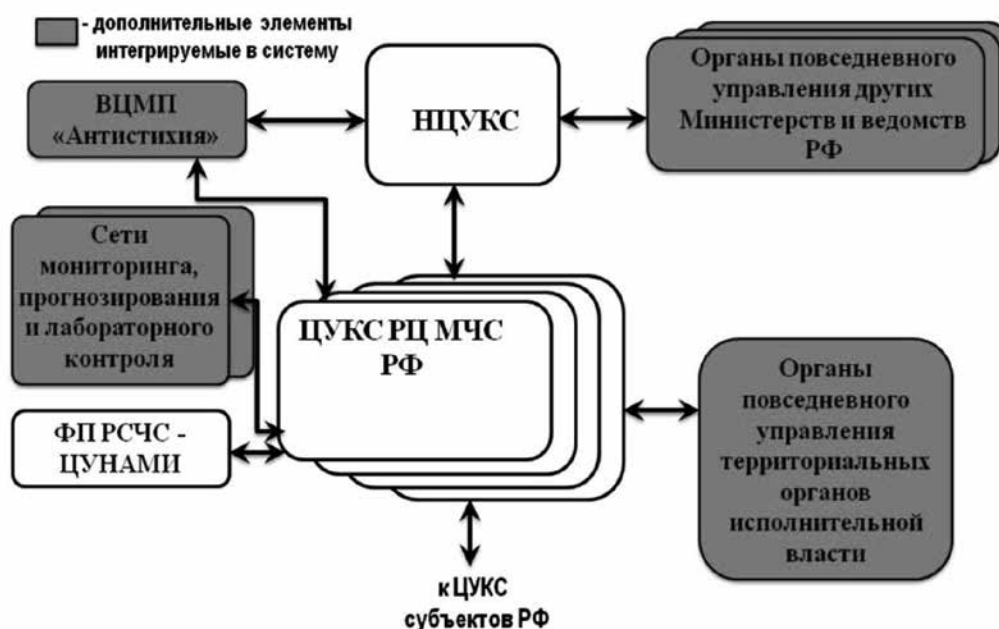 - дополнительные элементы
интегрируемые в систему
ВЦМП
«Антистихия»
НЦУКС
Органы повседневного
управления других
Министерств и ведомств
РФ
Сети
мониторинга,
прогнозирования
и лабораторного
контроля
ЦУКС РЦ МЧС
РФ
ФП РСЧС -
ЦУНАМИ
Органы
повседневного
управления
территориальных
органов
исполнительной
власти
к ЦУКС
субъектов РФ